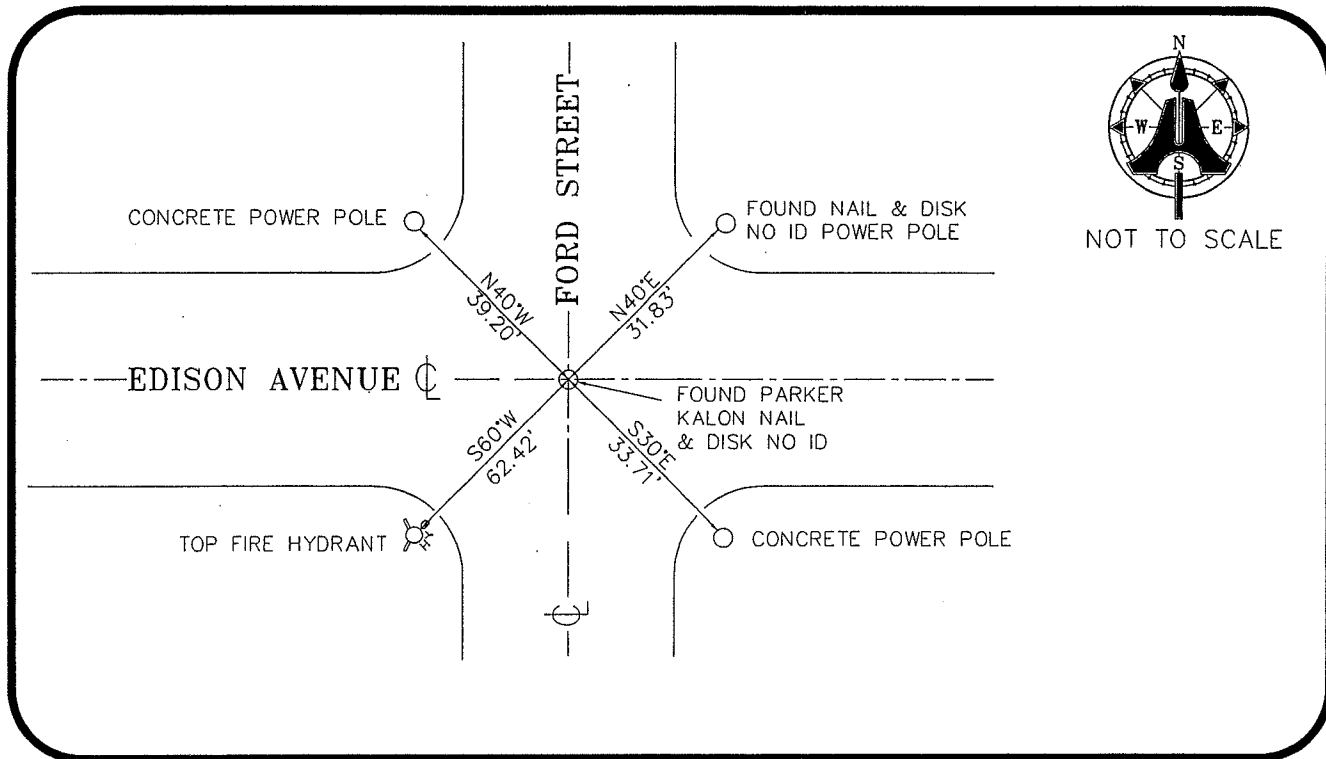 N
W
E
S
NOT TO SCALE
FORD STREET
CONCRETE POWER POLE
FOUND NAIL & DISK
NO ID POWER POLE
N40°W
39.20'
N40°E
31.83'
EDISON AVENUE ℄
FOUND PARKER
KALON NAIL
& DISK NO ID
S60°W
62.42'
S30°E
33.71'
TOP FIRE HYDRANT
CONCRETE POWER POLE
℄